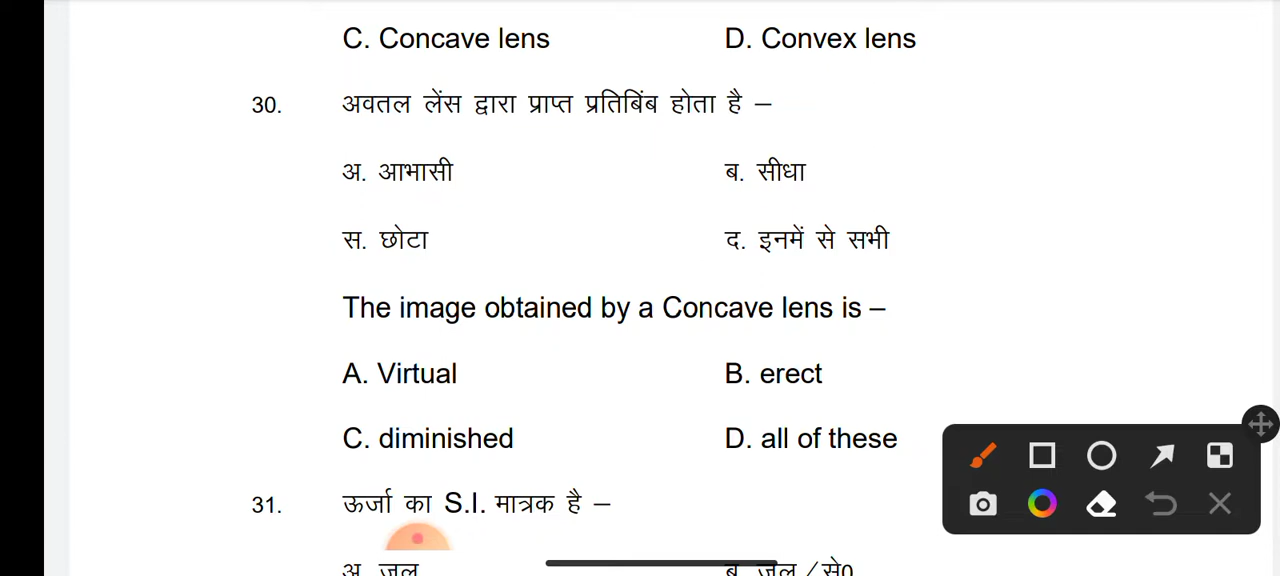 C. Concave lens D. Convex lens
30. अवतल लेंस द्वारा प्राप्त प्रतिबिंब होता है –
अ. आभासी ब. सीधा
स. छोटा द. इनमें से सभी
The image obtained by a Concave lens is –
A. Virtual B. erect
C. diminished D. all of these
31. ऊर्जा का S.I. मात्रक है –
अ. जूल ब. जूल/से0